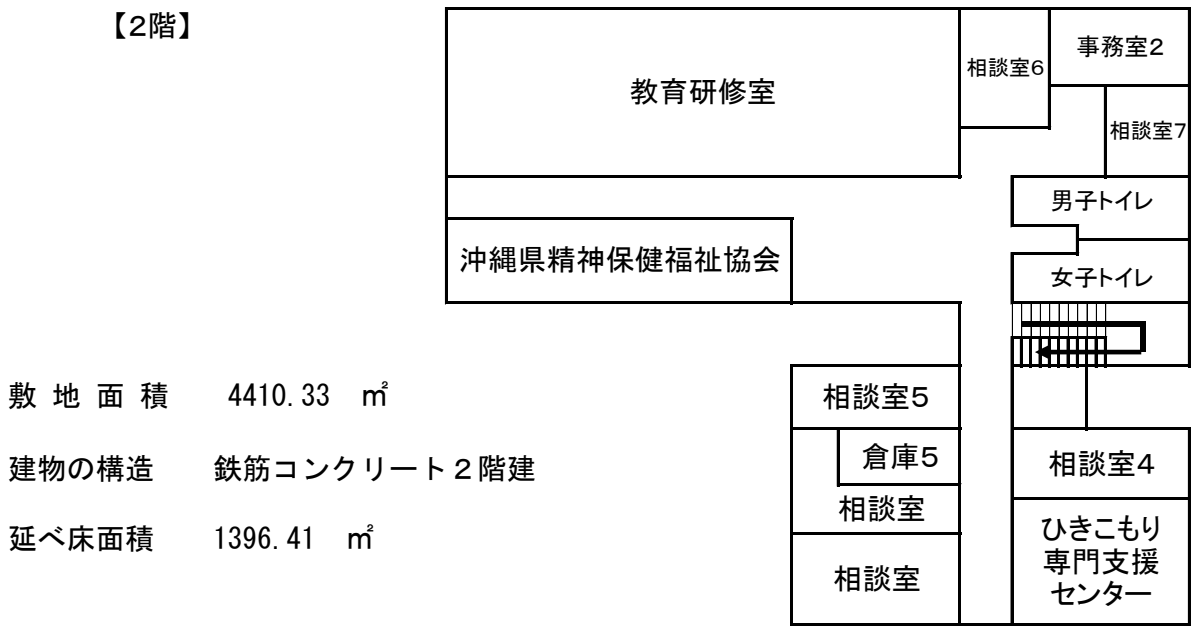 【2階】
教育研修室
相談室6
事務室2
相談室7
男子トイレ
沖縄県精神保健福祉協会
女子トイレ
敷地面積 4410.33 ㎡
相談室5
建物の構造 鉄筋コンクリート２階建
倉庫5
相談室4
相談室
延べ床面積 1396.41 ㎡
相談室
ひきこもり
専門支援
センター